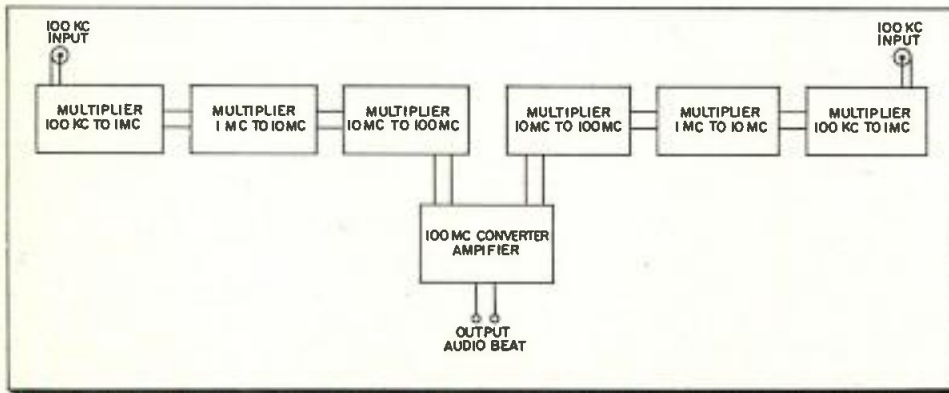 100 KC
INPUT
100 KC
INPUT
MULTIPLIER
100 KC TO 1MC
MULTIPLIER
1 MC TO 10MC
MULTIPLIER
10 MC TO 100MC
MULTIPLIER
10MC TO 100MC
MULTIPLIER
1 MC TO 10 MC
MULTIPLIER
100 KC TO 1MC
100 MC CONVERTER
AMPIFIER
OUTPUT
AUDIO BEAT